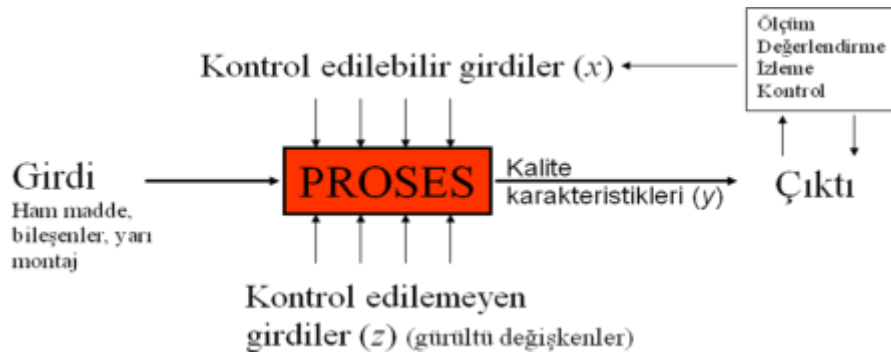 Ölçüm
Değerlendirme
İzleme
Kontrol
Kontrol edilebilir girdiler (x)
Girdi
Ham madde,
bileşenler, yarı
montaj
PROSES
Kalite
karakteristikleri (y)
Çıktı
Kontrol edilemeyen
girdiler (z) (gürültü değişkenler)